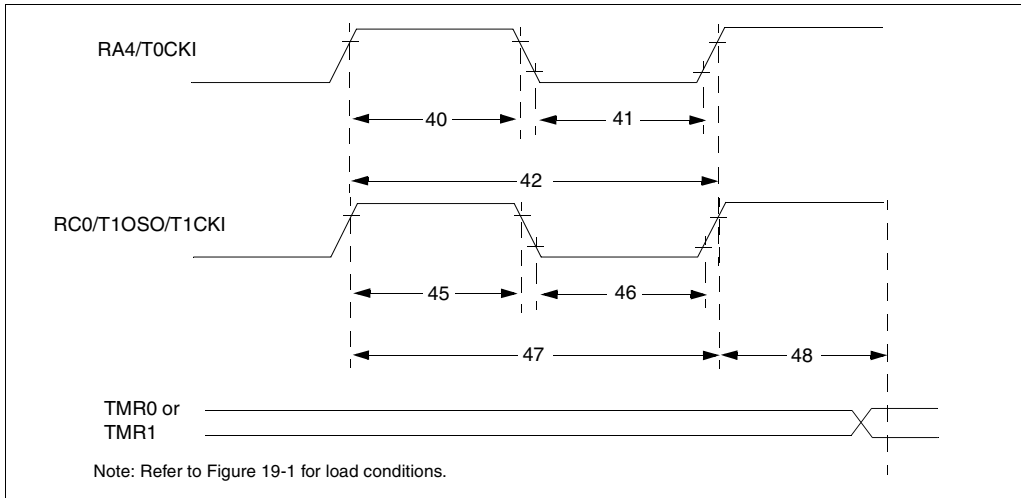 RA4/T0CKI
40
41
42
RC0/T1OSO/T1CKI
45
46
47
48
TMR0 or
TMR1
Note: Refer to Figure 19-1 for load conditions.